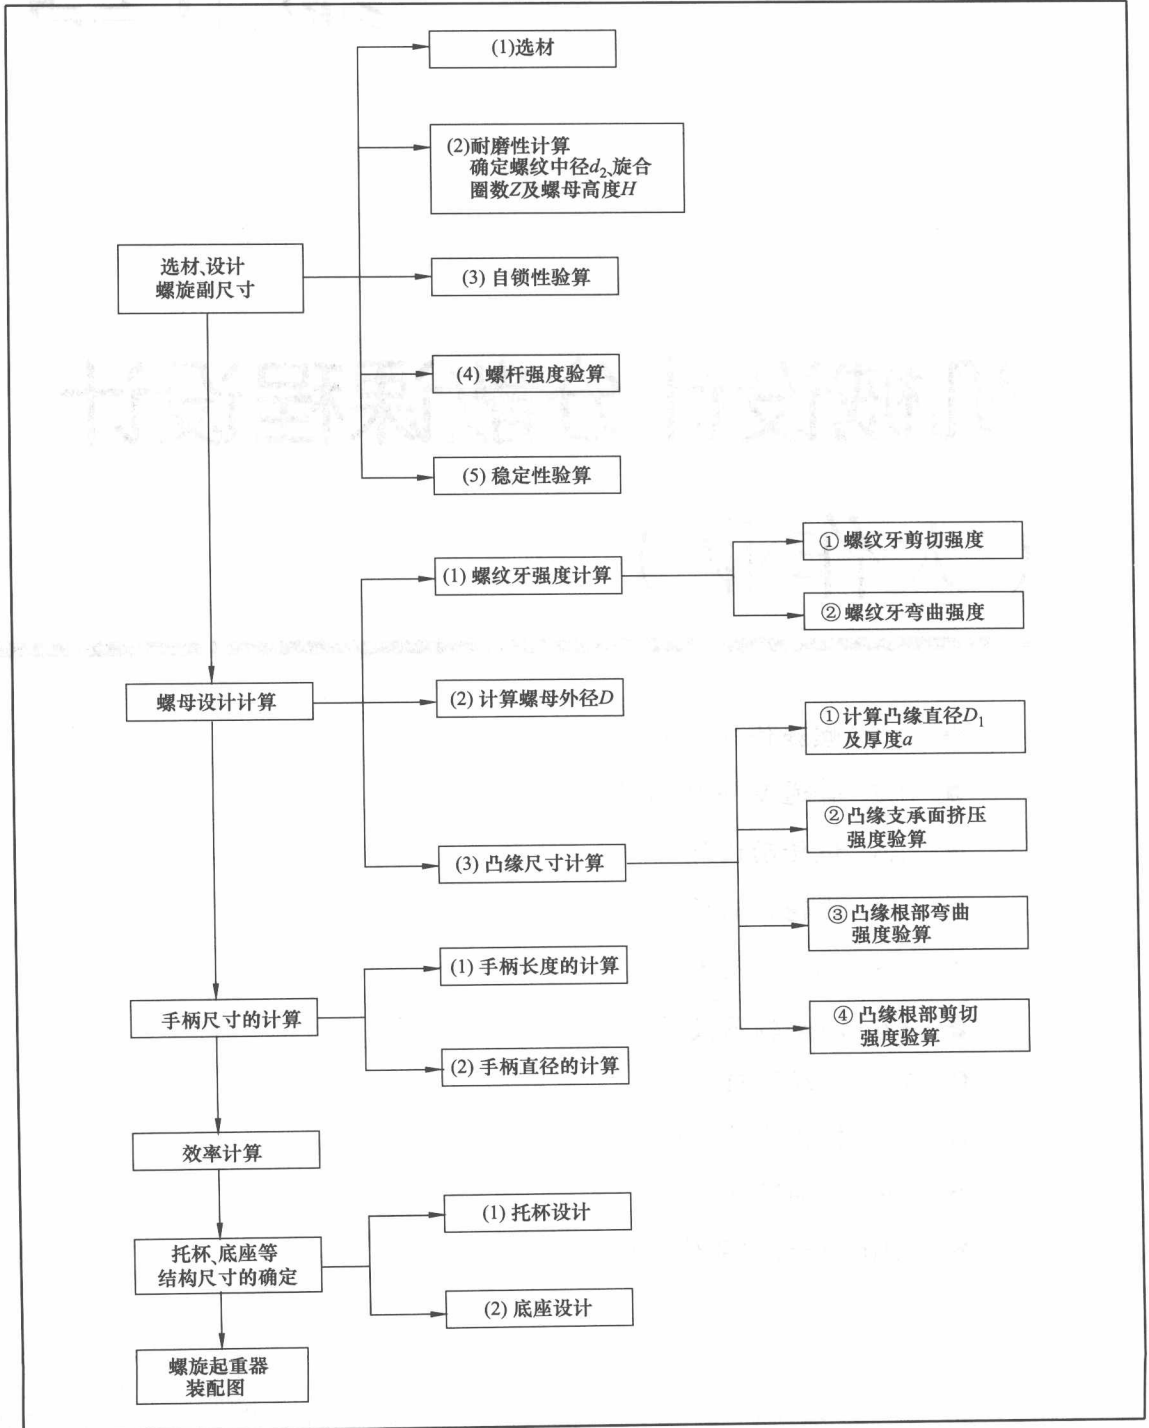 (1)选材
(2)耐磨性计算
确定螺纹中径d₂、旋合
圈数Z及螺母高度H
选材、设计
螺旋副尺寸
(3) 自锁性验算
(4) 螺杆强度验算
(5) 稳定性验算
① 螺纹牙剪切强度
(1) 螺纹牙强度计算
② 螺纹牙弯曲强度
螺母设计计算
(2) 计算螺母外径D
① 计算凸缘直径D₁
及厚度a
② 凸缘支承面挤压
强度验算
(3) 凸缘尺寸计算
③ 凸缘根部弯曲
强度验算
(1) 手柄长度的计算
手柄尺寸的计算
④ 凸缘根部剪切
强度验算
(2) 手柄直径的计算
效率计算
(1) 托杯设计
托杯、底座等
结构尺寸的确定
(2) 底座设计
螺旋起重器
装配图